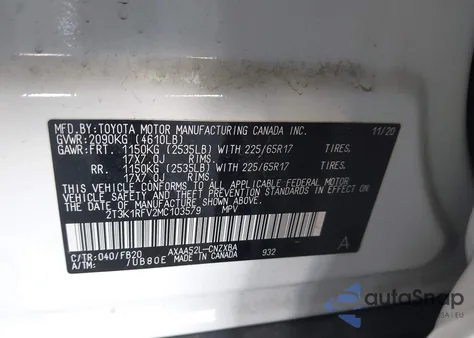 MFD. BY: TOYOTA MOTOR MANUFACTURING CANADA INC. 11/20
GVWR: 2090KG (4610LB)
GAWR: FRT. 1150KG (2535LB) WITH 225/65R17 TIRES.
17X7.0J RIMS.
RR. 1150KG (2535LB) WITH 225/65R17 TIRES.
17X7.0J RIMS.
THIS VEHICLE CONFORMS TO ALL APPLICABLE FEDERAL MOTOR
VEHICLE SAFETY, BUMPER, AND THEFT PREVENTION STANDARDS IN
EFFECT ON THE DATE OF MANUFACTURE SHOWN ABOVE.
2T3K1RFV2MC103579 MPV
A
C/TR: 040/FB20 AXAA52L-CNZXBA
A/TM: /UB80E MADE IN CANADA 932
autoSnap
USA-EU